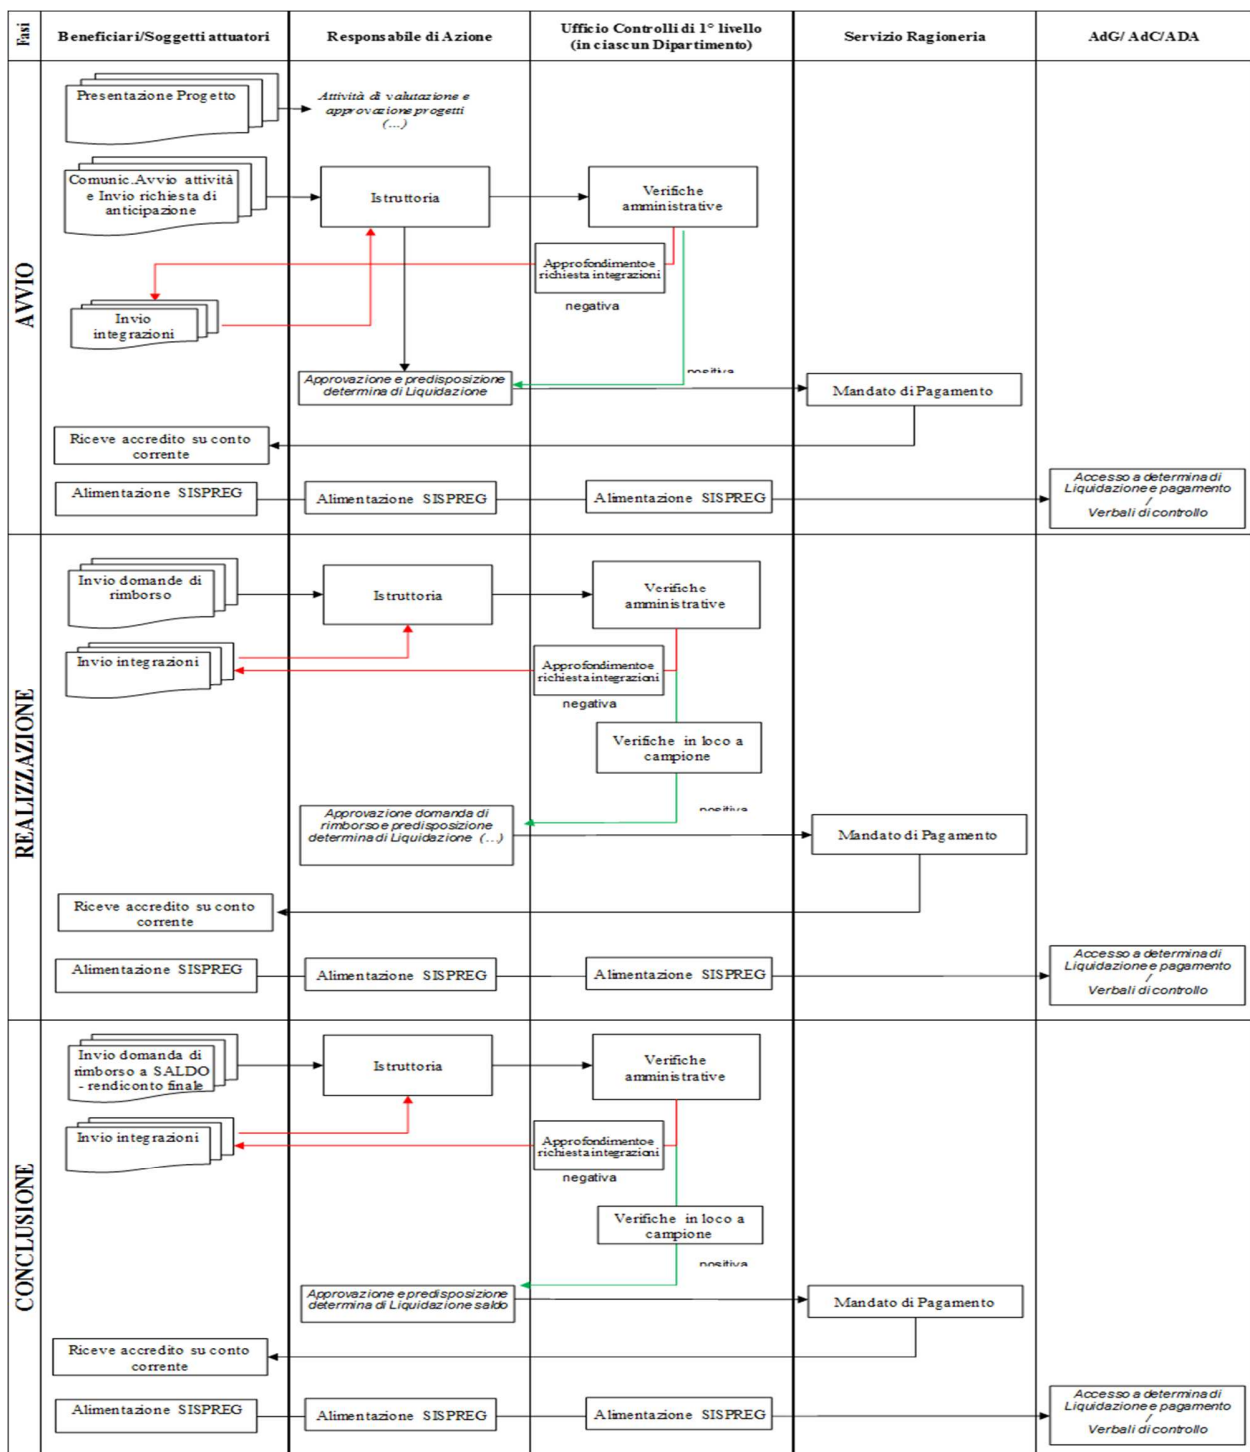 Fasi
Beneficiari/Soggetti attuatori
Responsabile di Azione
Ufficio Controlli di 1° livello
(in ciascun Dipartimento)
Servizio Ragioneria
AdG/ AdC/ADA
AVVIO
Presentazione Progetto
Attività di valutazione e
approvazione progetti
(...)
Comunic.Avvio attività
e Invio richiesta di
anticipazione
Istruttoria
Verifiche
amministrative
Approfondimento e
richiesta integrazioni
negativa
Invio
integrazioni
positiva
Approvazione e predisposizione
determina di Liquidazione
Mandato di Pagamento
Riceve accredito su conto
corrente
Alimentazione SISPREG
Alimentazione SISPREG
Alimentazione SISPREG
Accesso a determina di
Liquidazione e pagamento
/
Verbali di controllo
REALIZZAZIONE
Invio domande di
rimborso
Istruttoria
Verifiche
amministrative
Invio integrazioni
Approfondimento e
richiesta integrazioni
negativa
Verifiche in loco a
campione
positiva
Approvazione domanda di
rimborso e predisposizione
determina di Liquidazione (...)
Mandato di Pagamento
Riceve accredito su conto
corrente
Alimentazione SISPREG
Alimentazione SISPREG
Alimentazione SISPREG
Accesso a determina di
Liquidazione e pagamento
/
Verbali di controllo
CONCLUSIONE
Invio domanda di
rimborso a SALDO
- rendiconto finale
Istruttoria
Verifiche
amministrative
Invio integrazioni
Approfondimento e
richiesta integrazioni
negativa
Verifiche in loco a
campione
positiva
Approvazione e predisposizione
determina di Liquidazione saldo
Mandato di Pagamento
Riceve accredito su conto
corrente
Alimentazione SISPREG
Alimentazione SISPREG
Alimentazione SISPREG
Accesso a determina di
Liquidazione e pagamento
/
Verbali di controllo